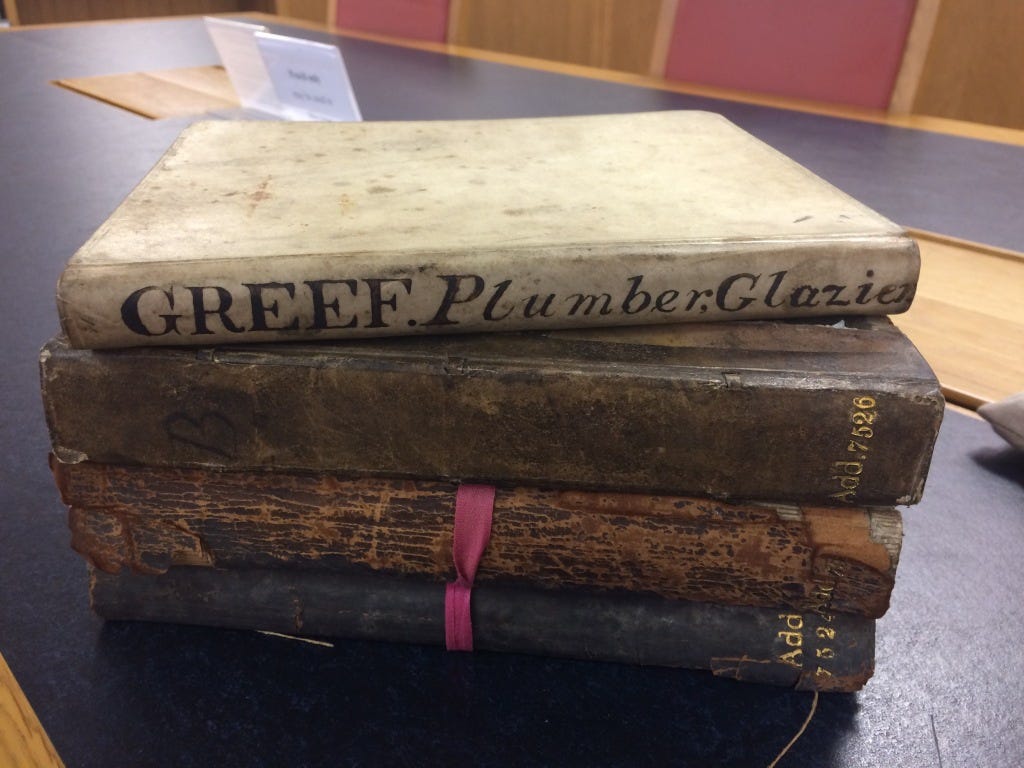 GREEF. Plumber, Glazier
B
Add. 7526
Add
7524